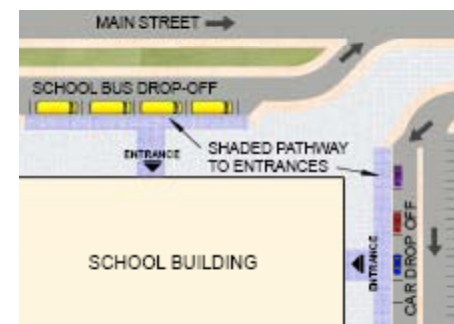 MAIN STREET
SCHOOL BUS DROP-OFF
ENTRANCE
SHADED PATHWAY
TO ENTRANCES
SCHOOL BUILDING
ENTRANCE
CAR DROP OFF